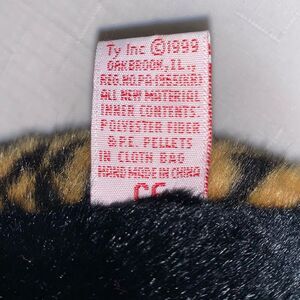 Ty Inc ©1999
OAKBROOK, IL.,
REG.NO.PA·1965(KR)
ALL NEW MATERIAL
INNER CONTENTS:
POLYESTER FIBER
& P.E. PELLETS
IN CLOTH BAG
HAND MADE IN CHINA
CE